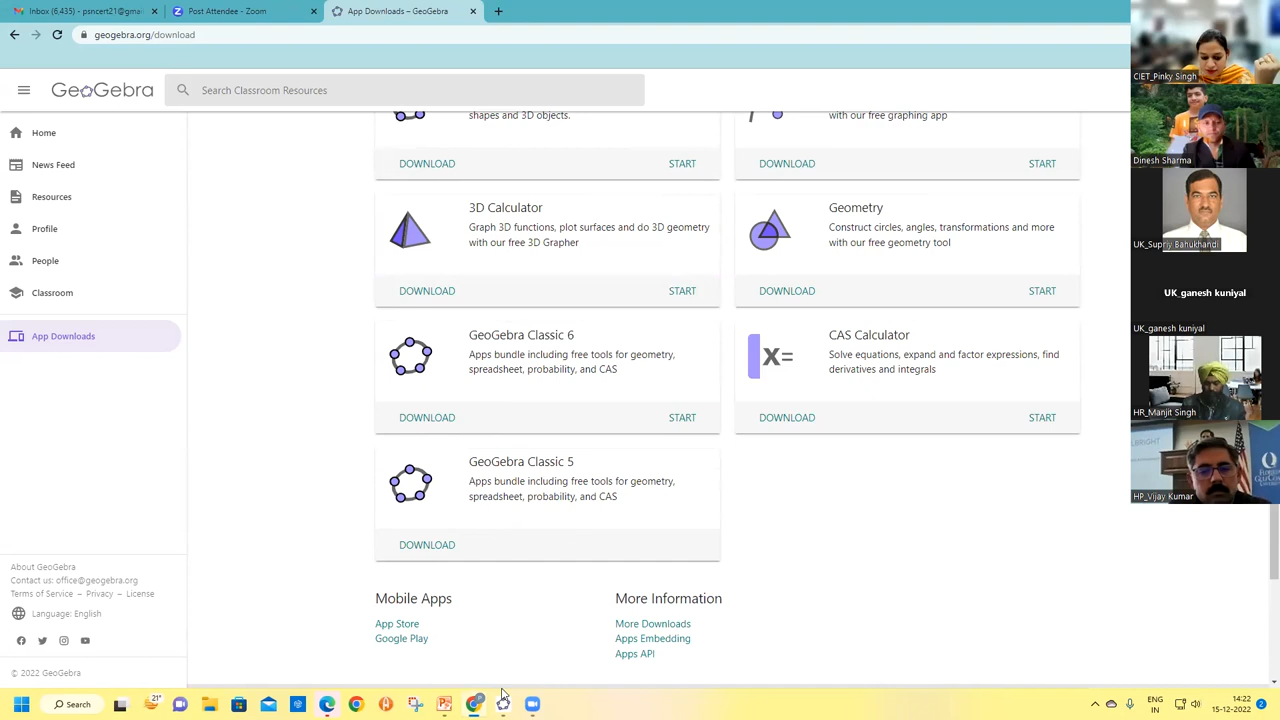 Inbox (6,435) - psncert21@gmai
Post Attendee - Zoom
App Downloads – GeoGebra
geogebra.org/download
GeoGebra
Search Classroom Resources
Home
News Feed
Resources
Profile
People
Classroom
App Downloads
shapes and 3D objects.
DOWNLOAD START
with our free graphing app
DOWNLOAD START
3D Calculator
Graph 3D functions, plot surfaces and do 3D geometry
with our free 3D Grapher
DOWNLOAD START
Geometry
Construct circles, angles, transformations and more
with our free geometry tool
DOWNLOAD START
GeoGebra Classic 6
Apps bundle including free tools for geometry,
spreadsheet, probability, and CAS
DOWNLOAD START
X=
CAS Calculator
Solve equations, expand and factor expressions, find
derivatives and integrals
DOWNLOAD START
GeoGebra Classic 5
Apps bundle including free tools for geometry,
spreadsheet, probability, and CAS
DOWNLOAD
Mobile Apps
App Store
Google Play
More Information
More Downloads
Apps Embedding
Apps API
About GeoGebra
Contact us: office@geogebra.org
Terms of Service – Privacy – License
Language: English
© 2022 GeoGebra
CIET_Pinky Singh
Dinesh Sharma
UK_Supriy Bahukhandi
UK_ganesh kuniyal
UK_ganesh kuniyal
HR_Manjit Singh
HP_Vijay Kumar
Search
21°
ENG
IN
14:22
15-12-2022
2